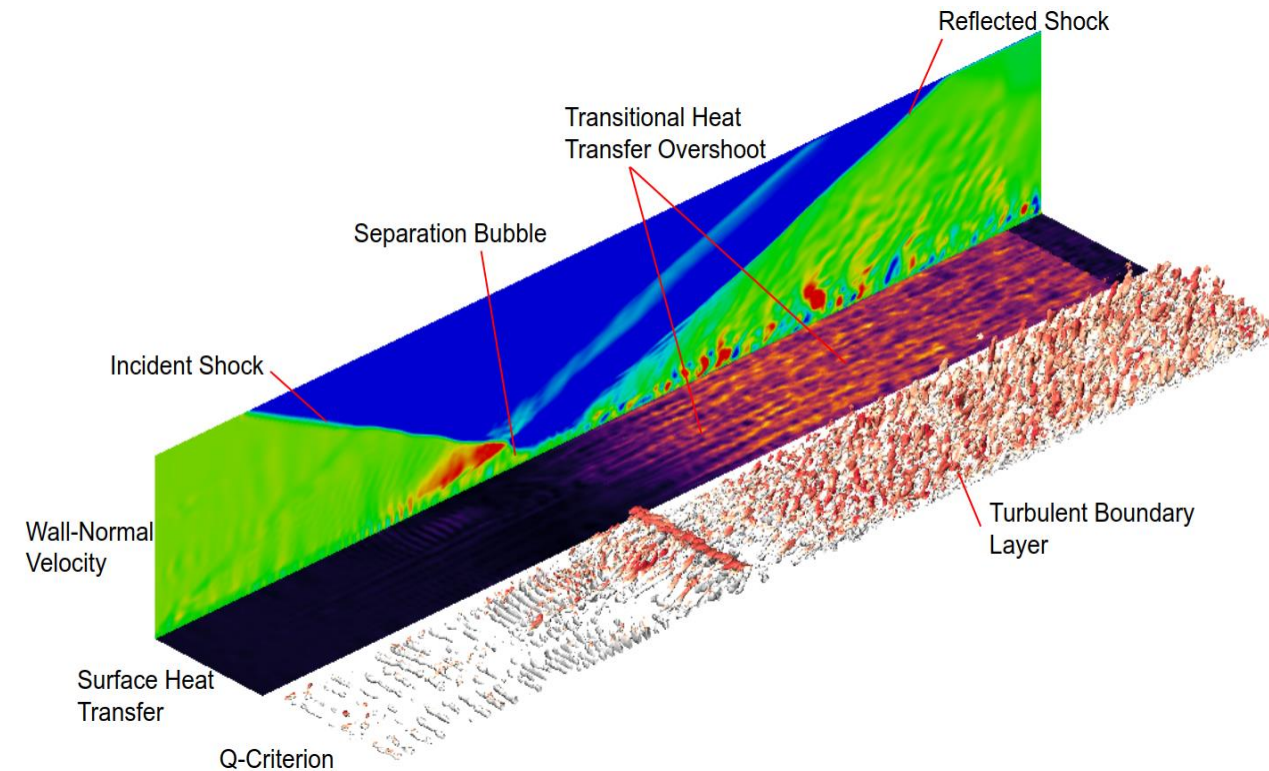 Reflected Shock
Transitional Heat
Transfer Overshoot
Separation Bubble
Incident Shock
Wall-Normal
Velocity
Turbulent Boundary
Layer
Surface Heat
Transfer
Q-Criterion